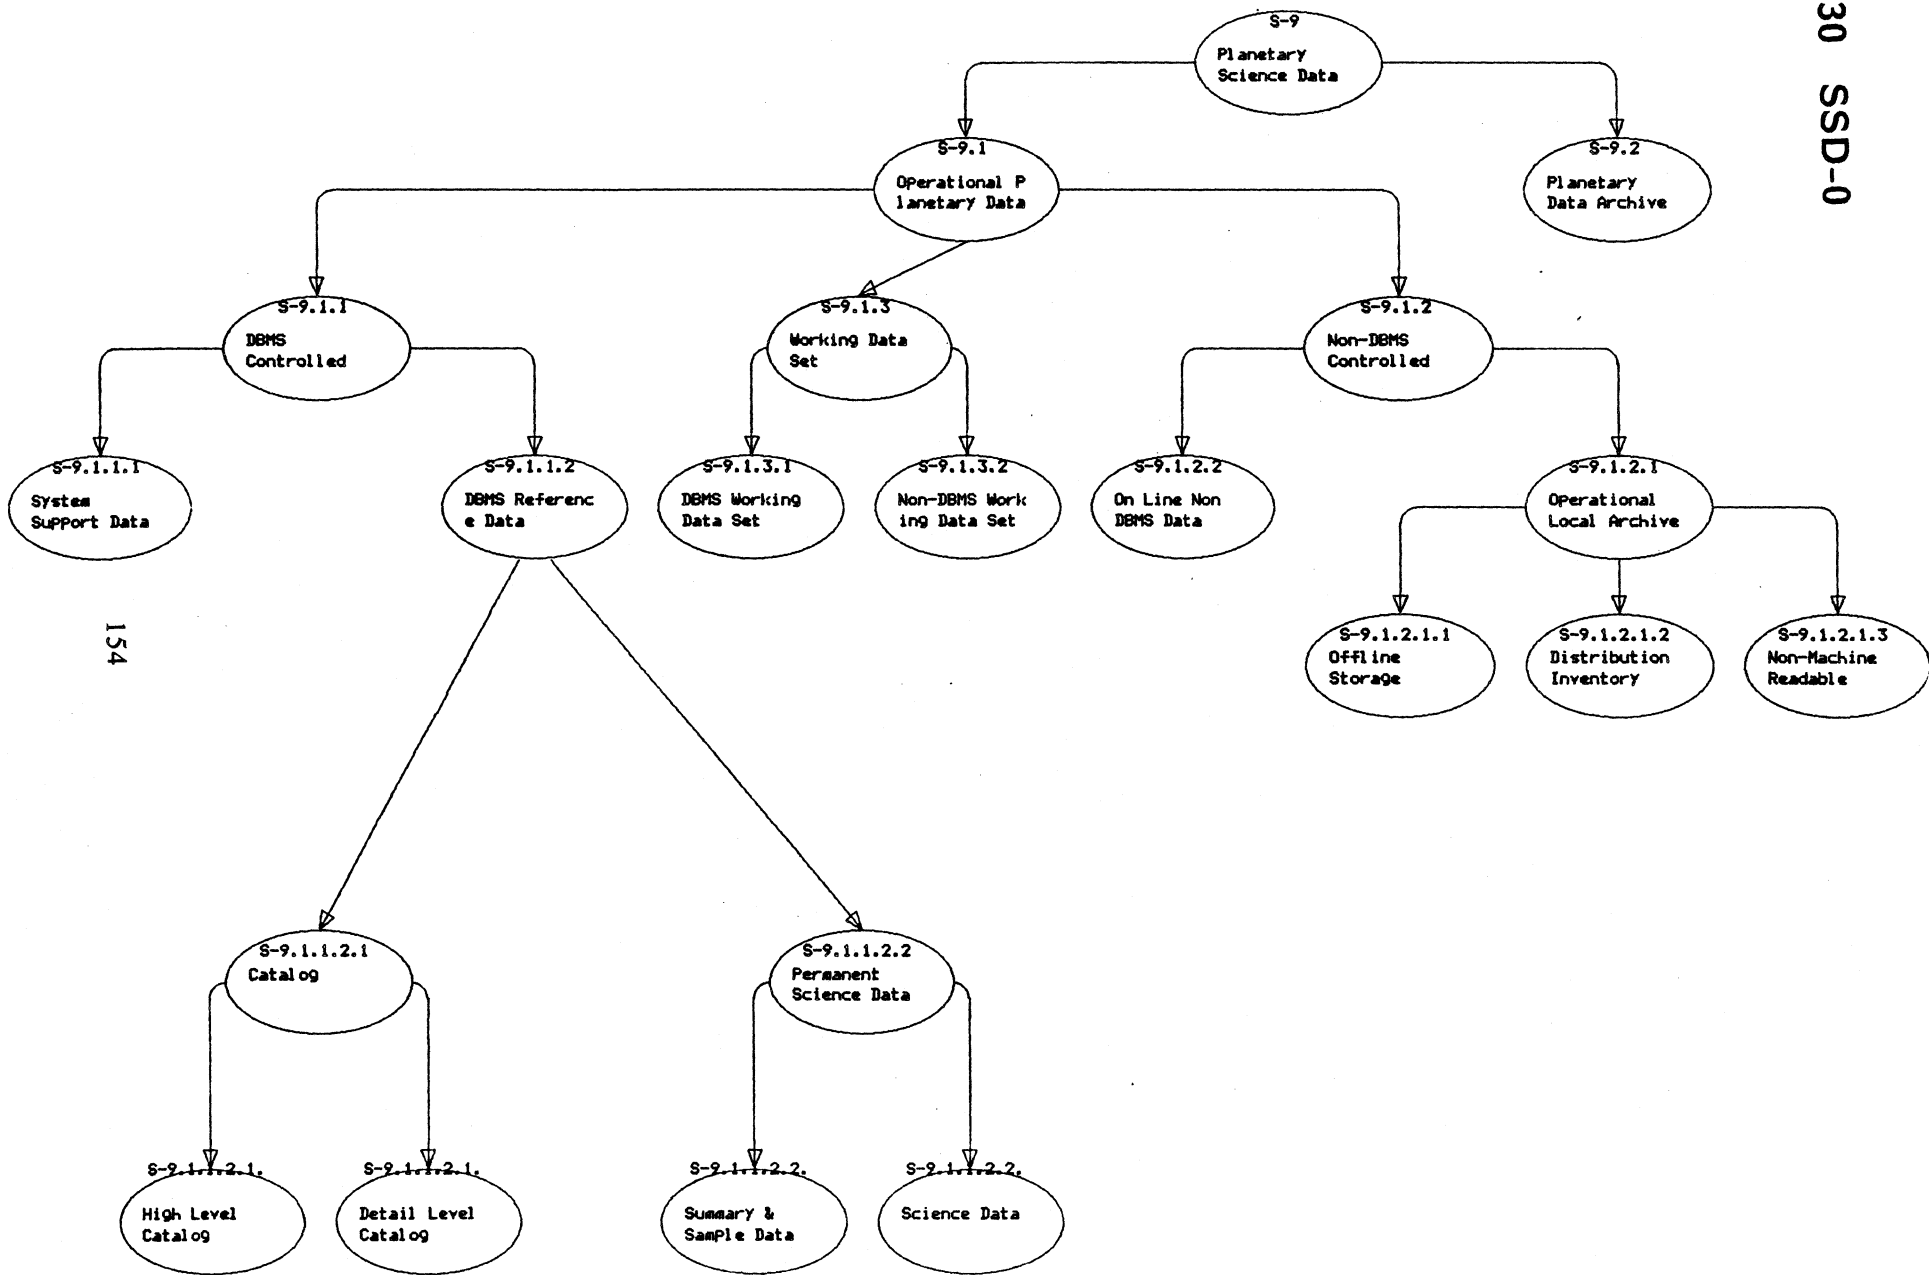 30 SSD-0
S-9
Planetary
Science Data
S-9.1
Operational P
lanetary Data
S-9.2
Planetary
Data Archive
S-9.1.1
DBMS
Controlled
S-9.1.3
Working Data
Set
S-9.1.2
Non-DBMS
Controlled
S-9.1.1.1
System
Support Data
S-9.1.1.2
DBMS Referenc
e Data
S-9.1.3.1
DBMS Working
Data Set
S-9.1.3.2
Non-DBMS Work
ing Data Set
S-9.1.2.2
On Line Non
DBMS Data
S-9.1.2.1
Operational
Local Archive
S-9.1.2.1.1
Offline
Storage
S-9.1.2.1.2
Distribution
Inventory
S-9.1.2.1.3
Non-Machine
Readable
154
S-9.1.1.2.1
Catalog
S-9.1.1.2.2
Permanent
Science Data
S-9.1.1.2.1.
High Level
Catalog
S-9.1.1.2.1.
Detail Level
Catalog
S-9.1.1.2.2.
Summary &
Sample Data
S-9.1.1.2.2.
Science Data